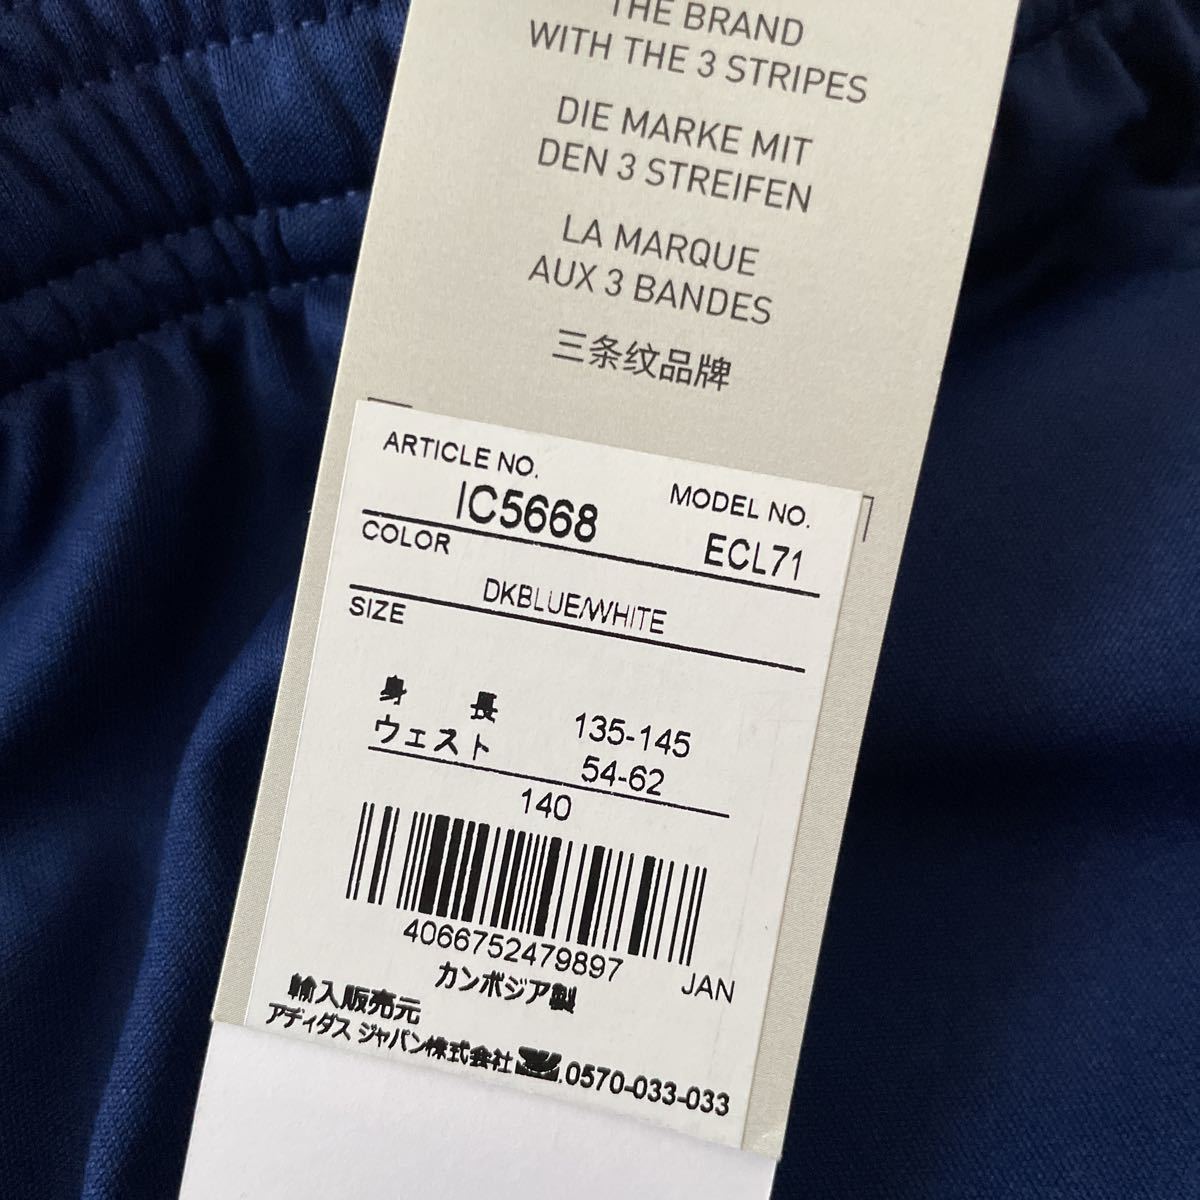 THE BRAND
WITH THE 3 STRIPES
DIE MARKE MIT
DEN 3 STREIFEN
LA MARQUE
AUX 3 BANDES
三条纹品牌
ARTICLE NO.
IC5668
MODEL NO.
ECL71
COLOR
DKBLUE/WHITE
SIZE
身長 135-145
ウェスト 54-62
140
4066752479897
JAN
カンボジア製
輸入販売元
アディダス ジャパン株式会社 .0570-033-033